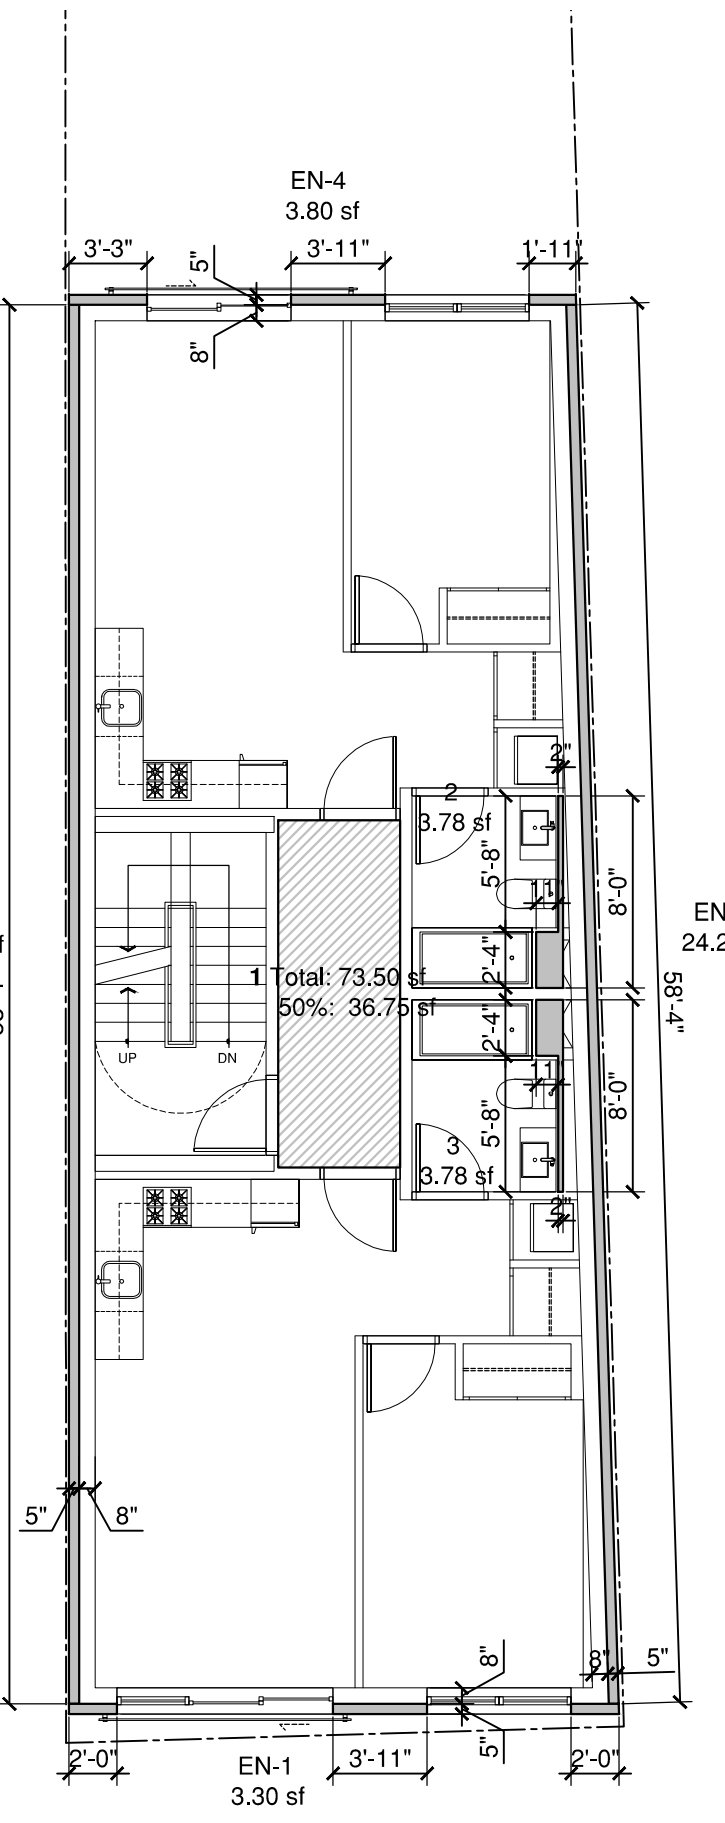 EN-4
3.80 sf
3'-3"
5"
3'-11"
1'-11"
8"
2"
2
3.78 sf
5'-8"
11"
8'-0"
EN
24.2
2'-4"
1 Total: 73.50 sf
50%: 36.75 sf
58'-4"
2'-4"
UP
DN
11"
8'-0"
5'-8"
3
3.78 sf
2"
5"
8"
8"
8"
5"
5"
2'-0"
EN-1
3.30 sf
3'-11"
2'-0"